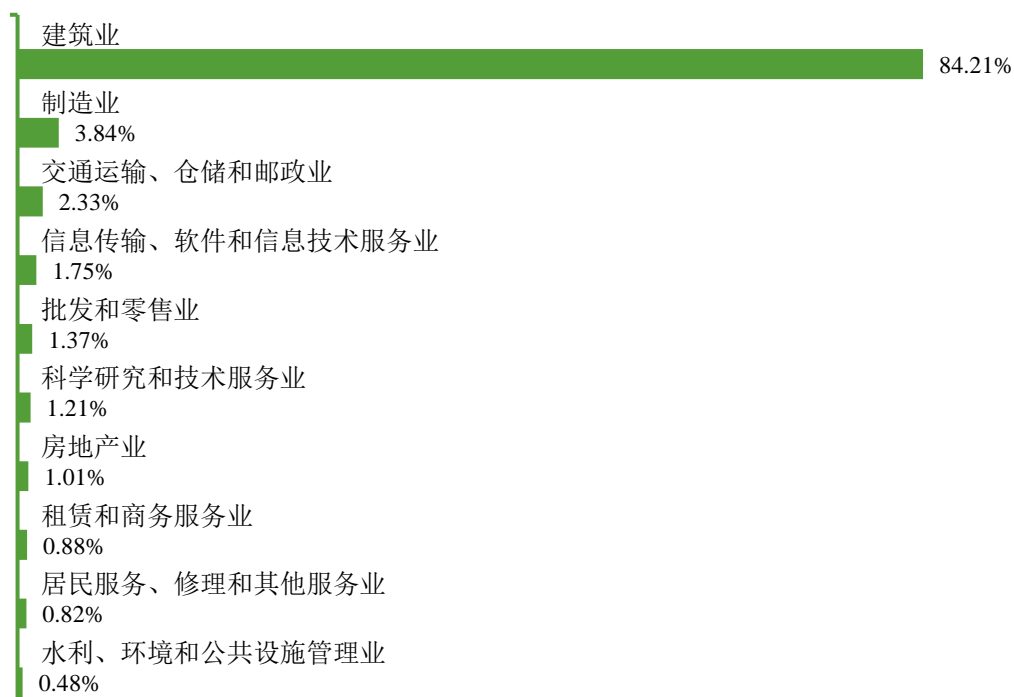 建筑业
84.21%
制造业
3.84%
交通运输、仓储和邮政业
2.33%
信息传输、软件和信息技术服务业
1.75%
批发和零售业
1.37%
科学研究和技术服务业
1.21%
房地产业
1.01%
租赁和商务服务业
0.88%
居民服务、修理和其他服务业
0.82%
水利、环境和公共设施管理业
0.48%